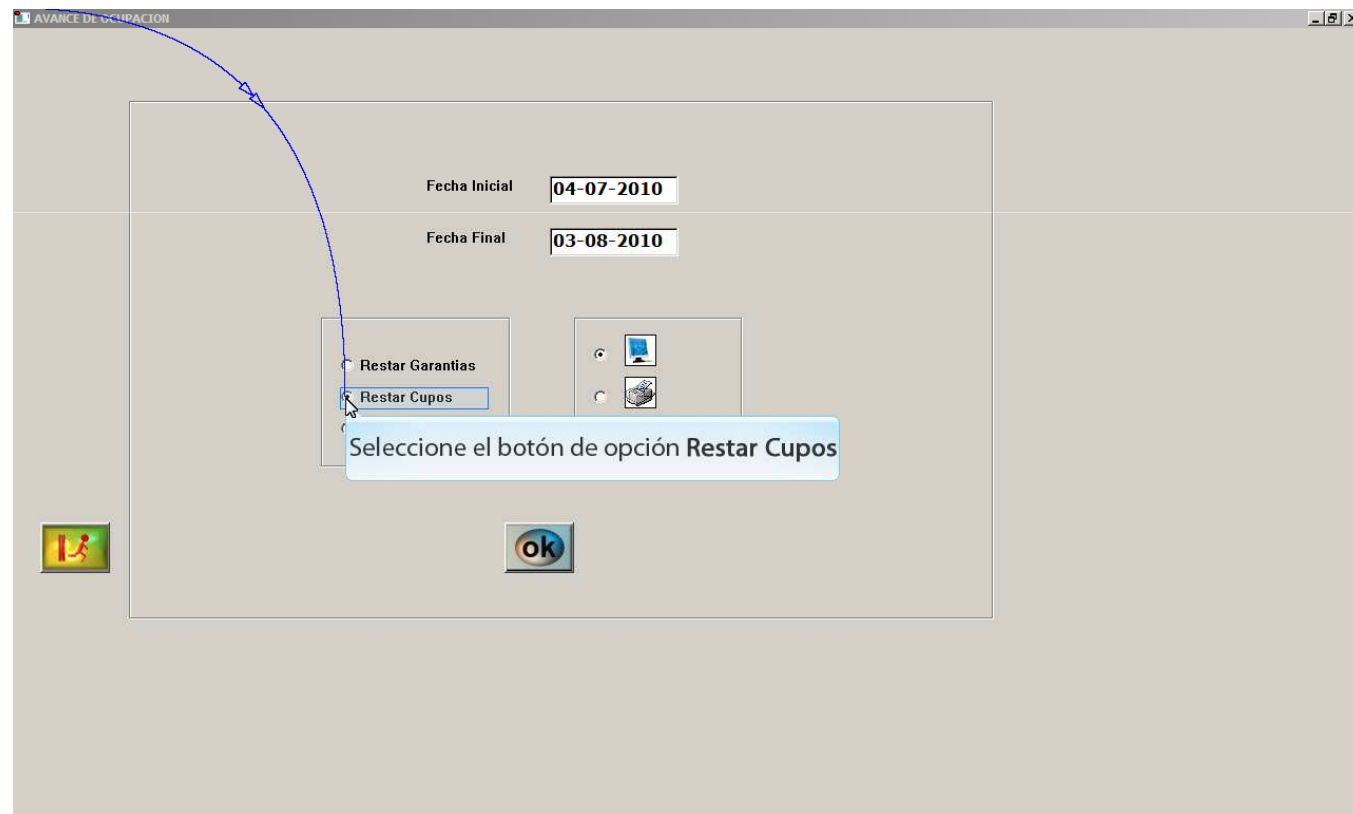 AVANCE DE OCUPACION
Fecha Inicial 04-07-2010
Fecha Final 03-08-2010
Restar Garantias
Restar Cupos
Seleccione el botón de opción Restar Cupos
ok